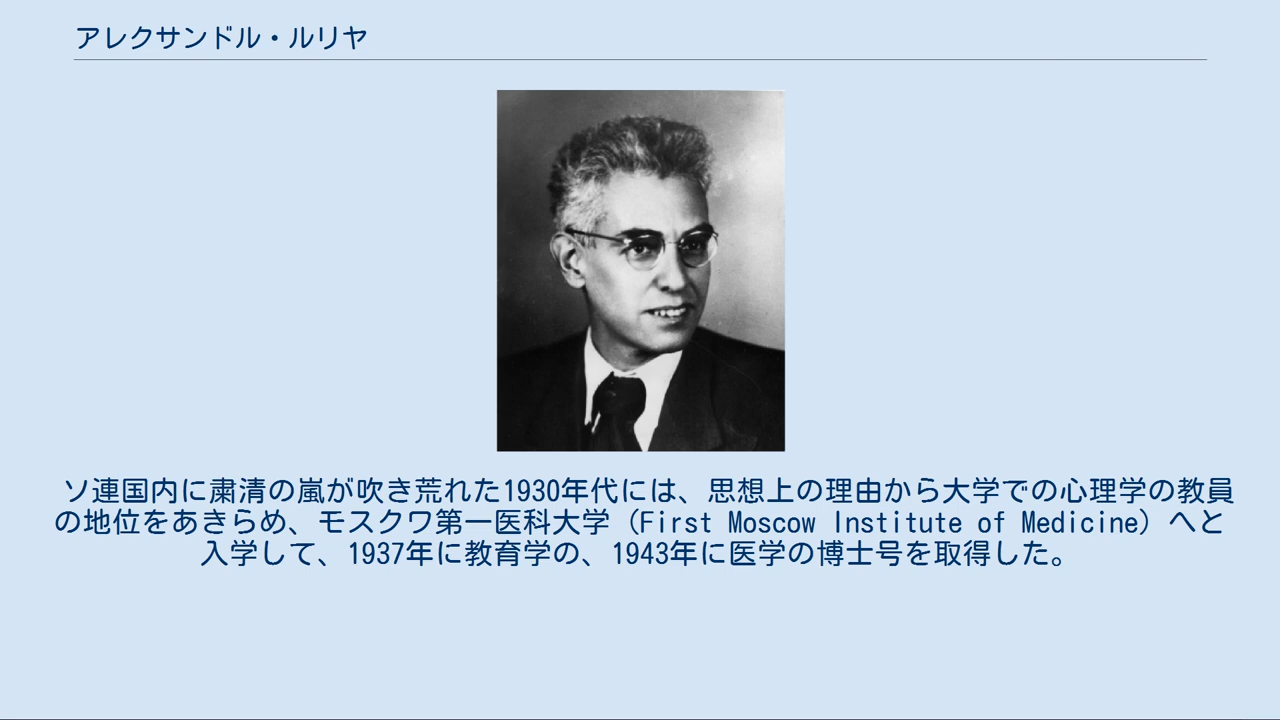 アレクサンドル・ルリヤ
ソ連国内に粛清の嵐が吹き荒れた1930年代には、思想上の理由から大学での心理学の教員
の地位をあきらめ、モスクワ第一医科大学（First Moscow Institute of Medicine）へと
入学して、1937年に教育学の、1943年に医学の博士号を取得した。